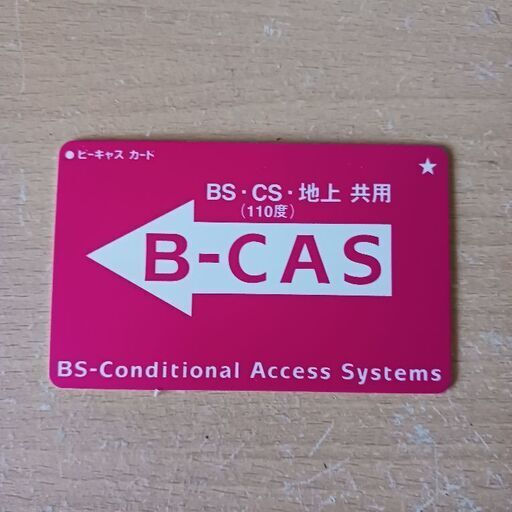 ●ビーキャス カード
★
BS・CS・地上 共用
(110度)
B-CAS
BS-Conditional Access Systems